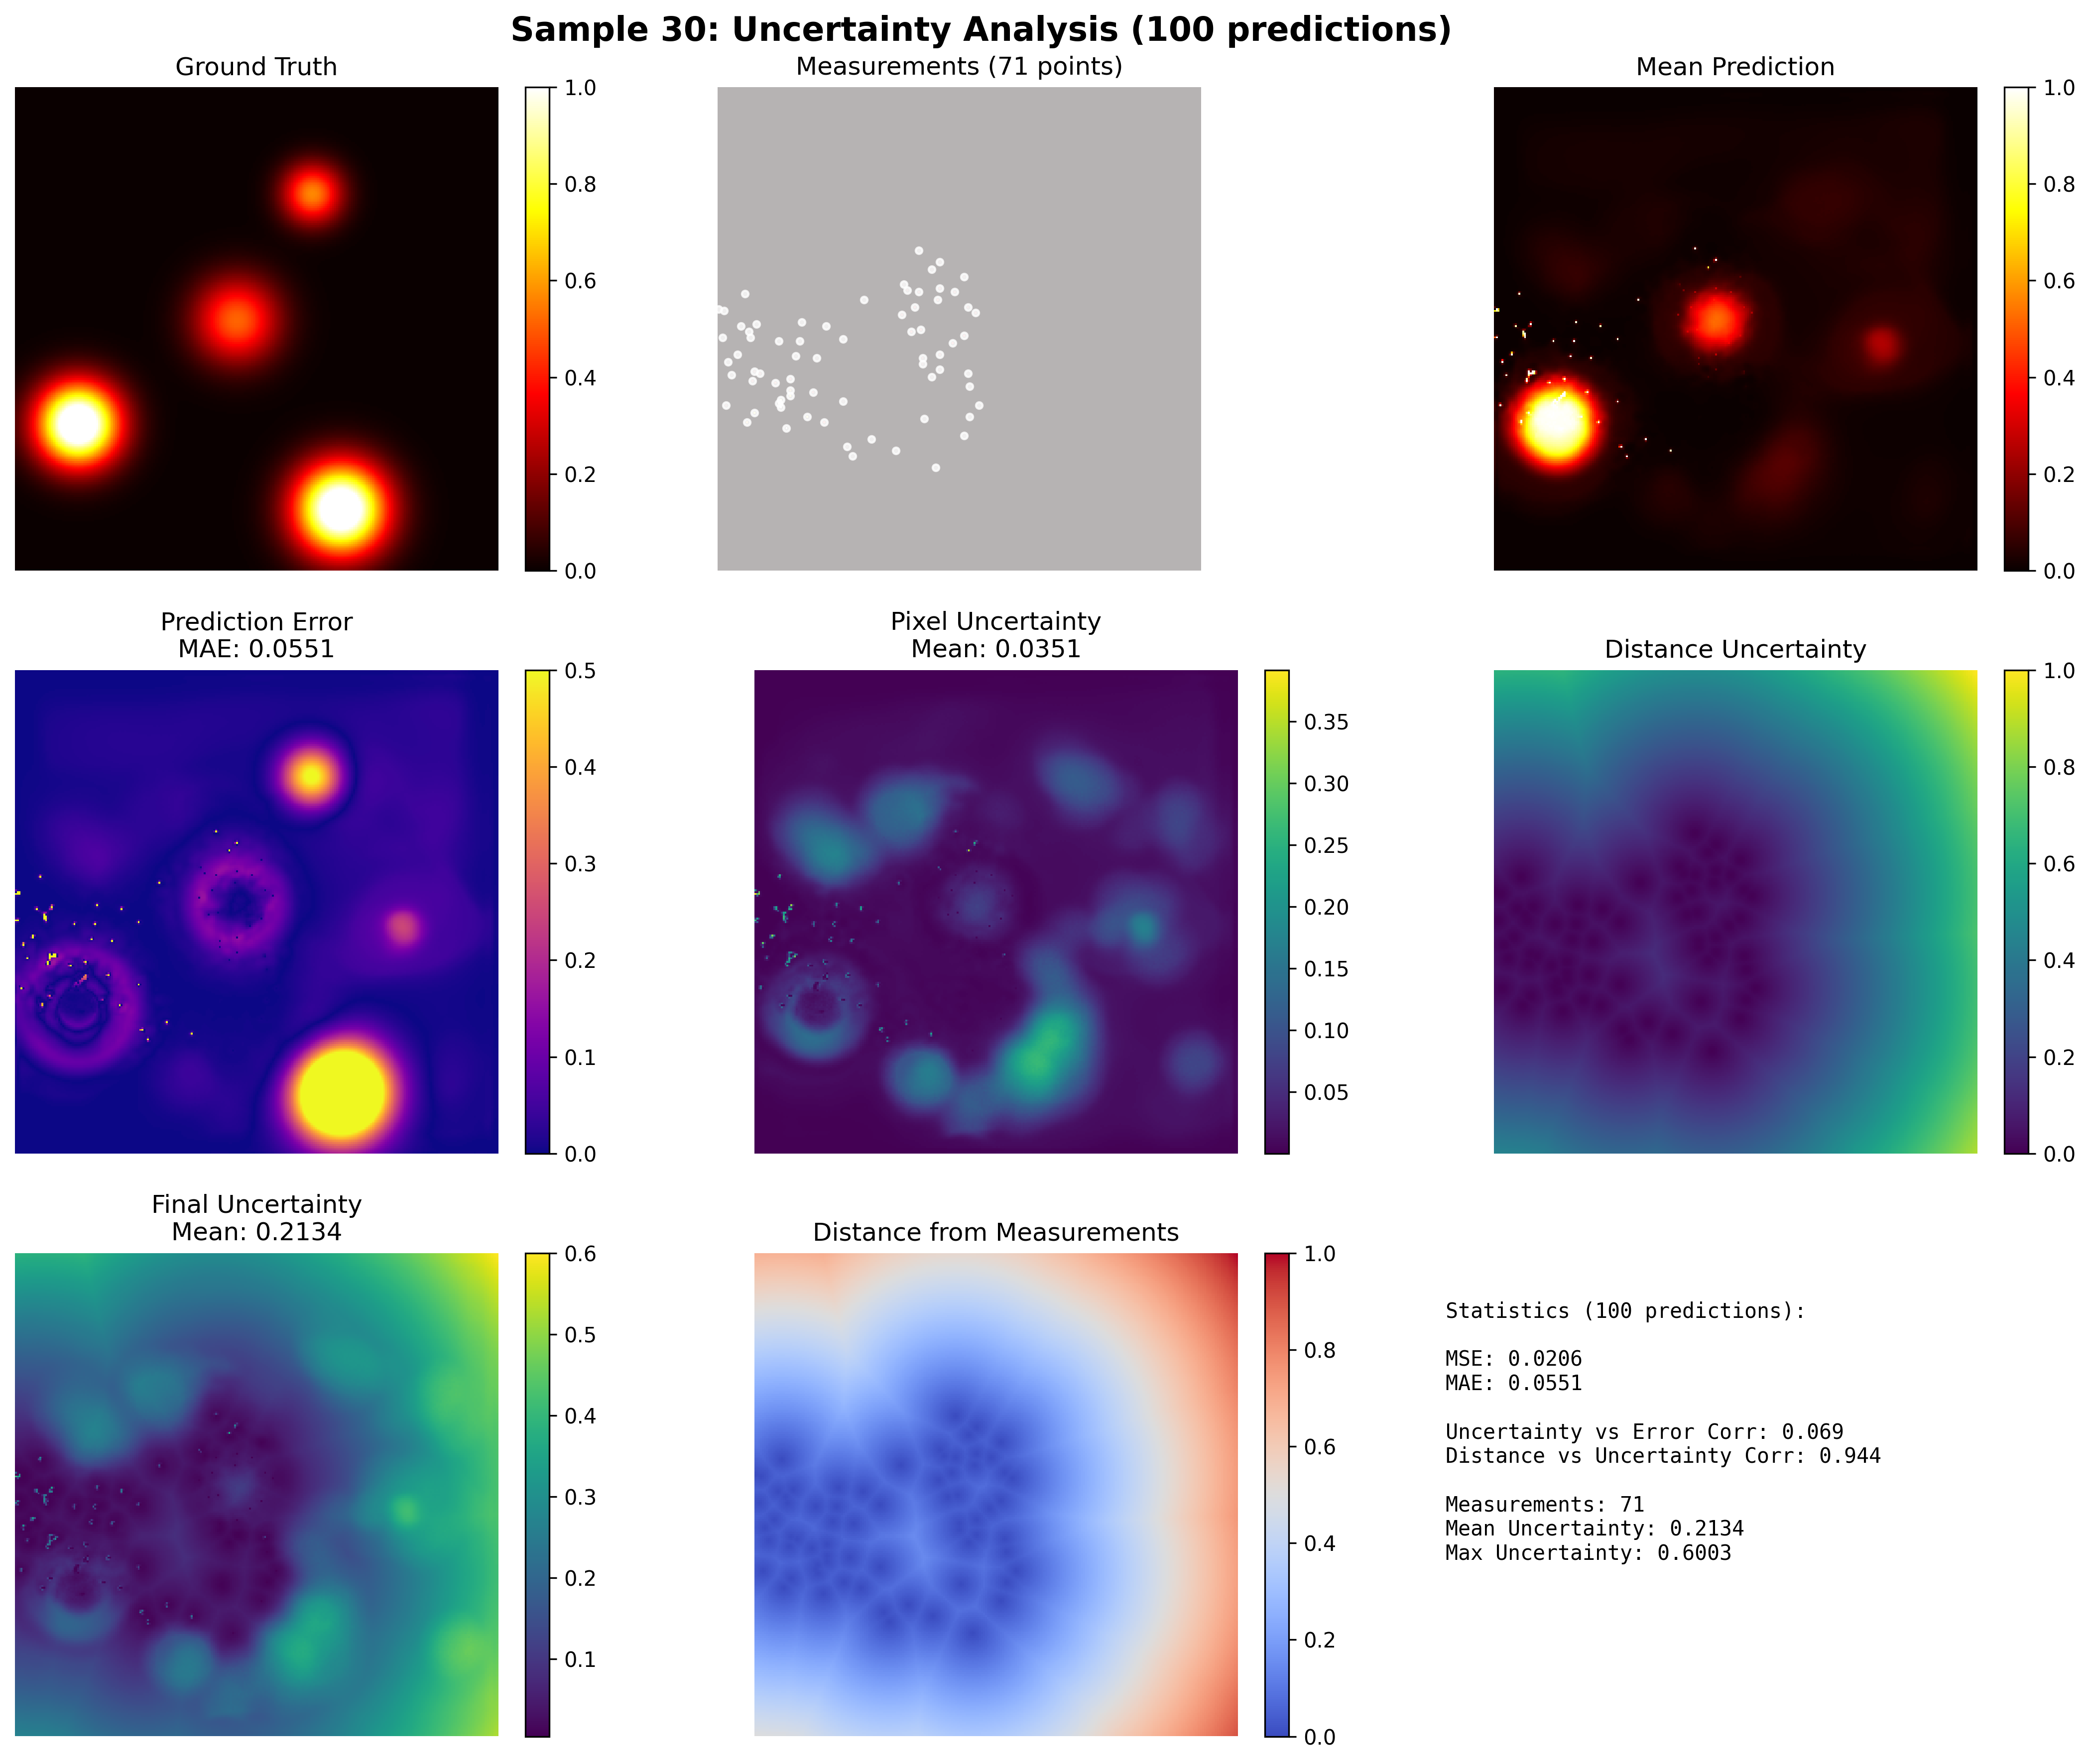 Sample 30: Uncertainty Analysis (100 predictions)
Ground Truth
1.0
0.8
0.6
0.4
0.2
0.0
Measurements (71 points)
Mean Prediction
1.0
0.8
0.6
0.4
0.2
0.0
Prediction Error
MAE: 0.0551
0.5
0.4
0.3
0.2
0.1
0.0
Pixel Uncertainty
Mean: 0.0351
0.35
0.30
0.25
0.20
0.15
0.10
0.05
Distance Uncertainty
1.0
0.8
0.6
0.4
0.2
0.0
Final Uncertainty
Mean: 0.2134
0.6
0.5
0.4
0.3
0.2
0.1
Distance from Measurements
1.0
0.8
0.6
0.4
0.2
0.0
Statistics (100 predictions):
MSE: 0.0206
MAE: 0.0551
Uncertainty vs Error Corr: 0.069
Distance vs Uncertainty Corr: 0.944
Measurements: 71
Mean Uncertainty: 0.2134
Max Uncertainty: 0.6003